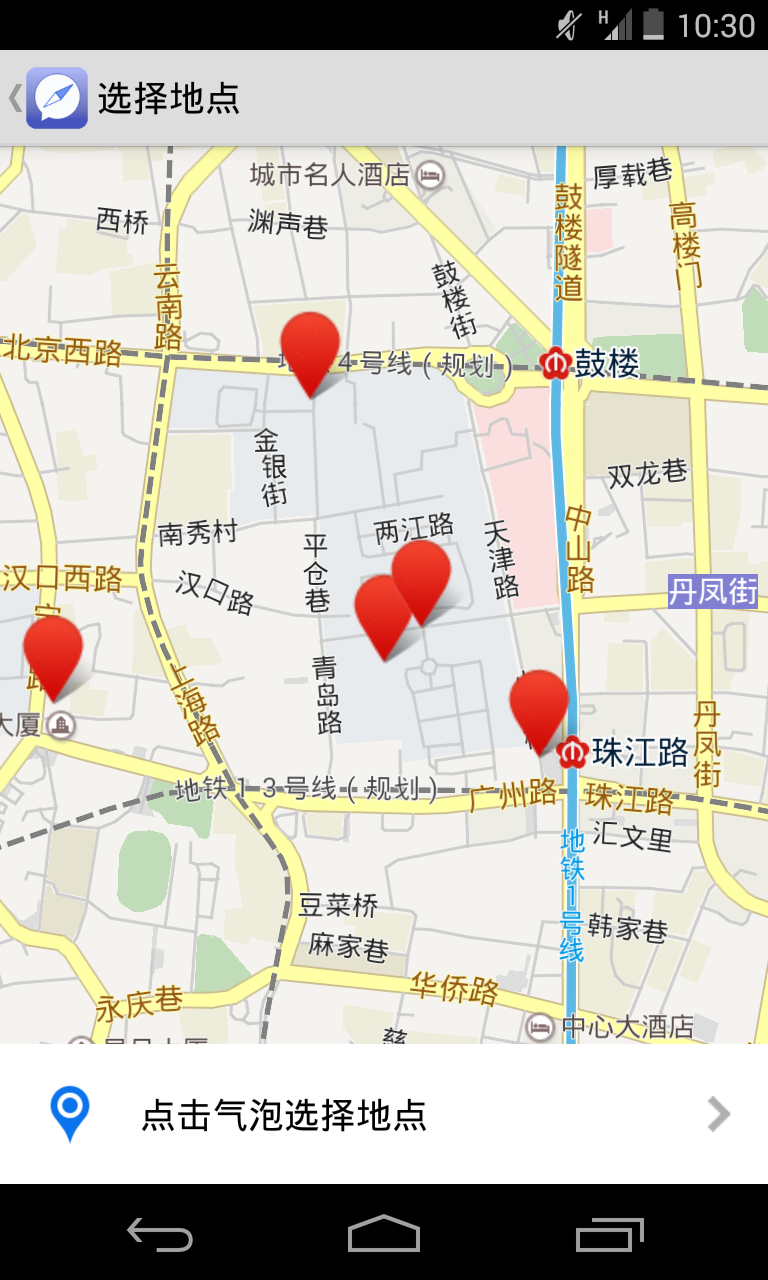 H
10:30
选择地点
城市名人酒店
厚载巷
西桥
渊声巷
鼓楼隧道
高楼门
云南路
鼓楼街
北京西路
4号线(规划)
鼓楼
金银街
双龙巷
南秀村
两江路
平仓巷
天津路
中山路
汉口西路
汉口路
丹凤街
青岛路
上海路
大厦
丹凤街
珠江路
地铁13号线(规划)
广州路
珠江路
汇文里
地铁1号线
豆菜桥
麻家巷
韩家巷
永庆巷
华侨路
中心大酒店
点击气泡选择地点